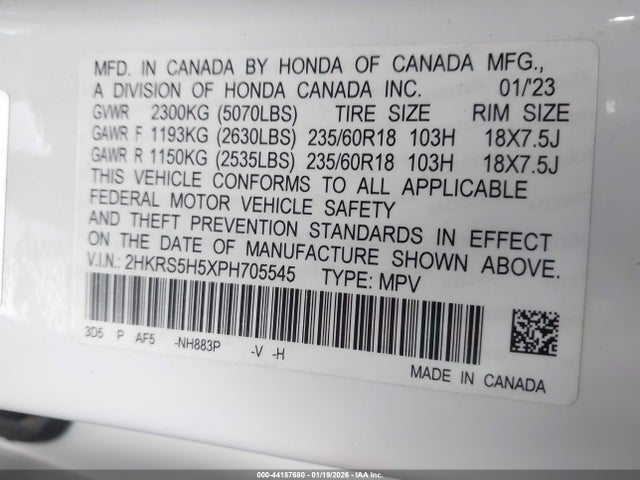 MFD. IN CANADA BY HONDA OF CANADA MFG.,
A DIVISION OF HONDA CANADA INC. 01/'23
GVWR 2300KG (5070LBS) TIRE SIZE RIM SIZE
GAWR F 1193KG (2630LBS) 235/60R18 103H 18X7.5J
GAWR R 1150KG (2535LBS) 235/60R18 103H 18X7.5J
THIS VEHICLE CONFORMS TO ALL APPLICABLE
FEDERAL MOTOR VEHICLE SAFETY
AND THEFT PREVENTION STANDARDS IN EFFECT
ON THE DATE OF MANUFACTURE SHOWN ABOVE.
V.I.N.: 2HKRS5H5XPH705545 TYPE: MPV
3D5 P AF5 -NH883P -V -H
MADE IN CANADA
000-44187680 | 01/19/2026 - IAA, Inc.